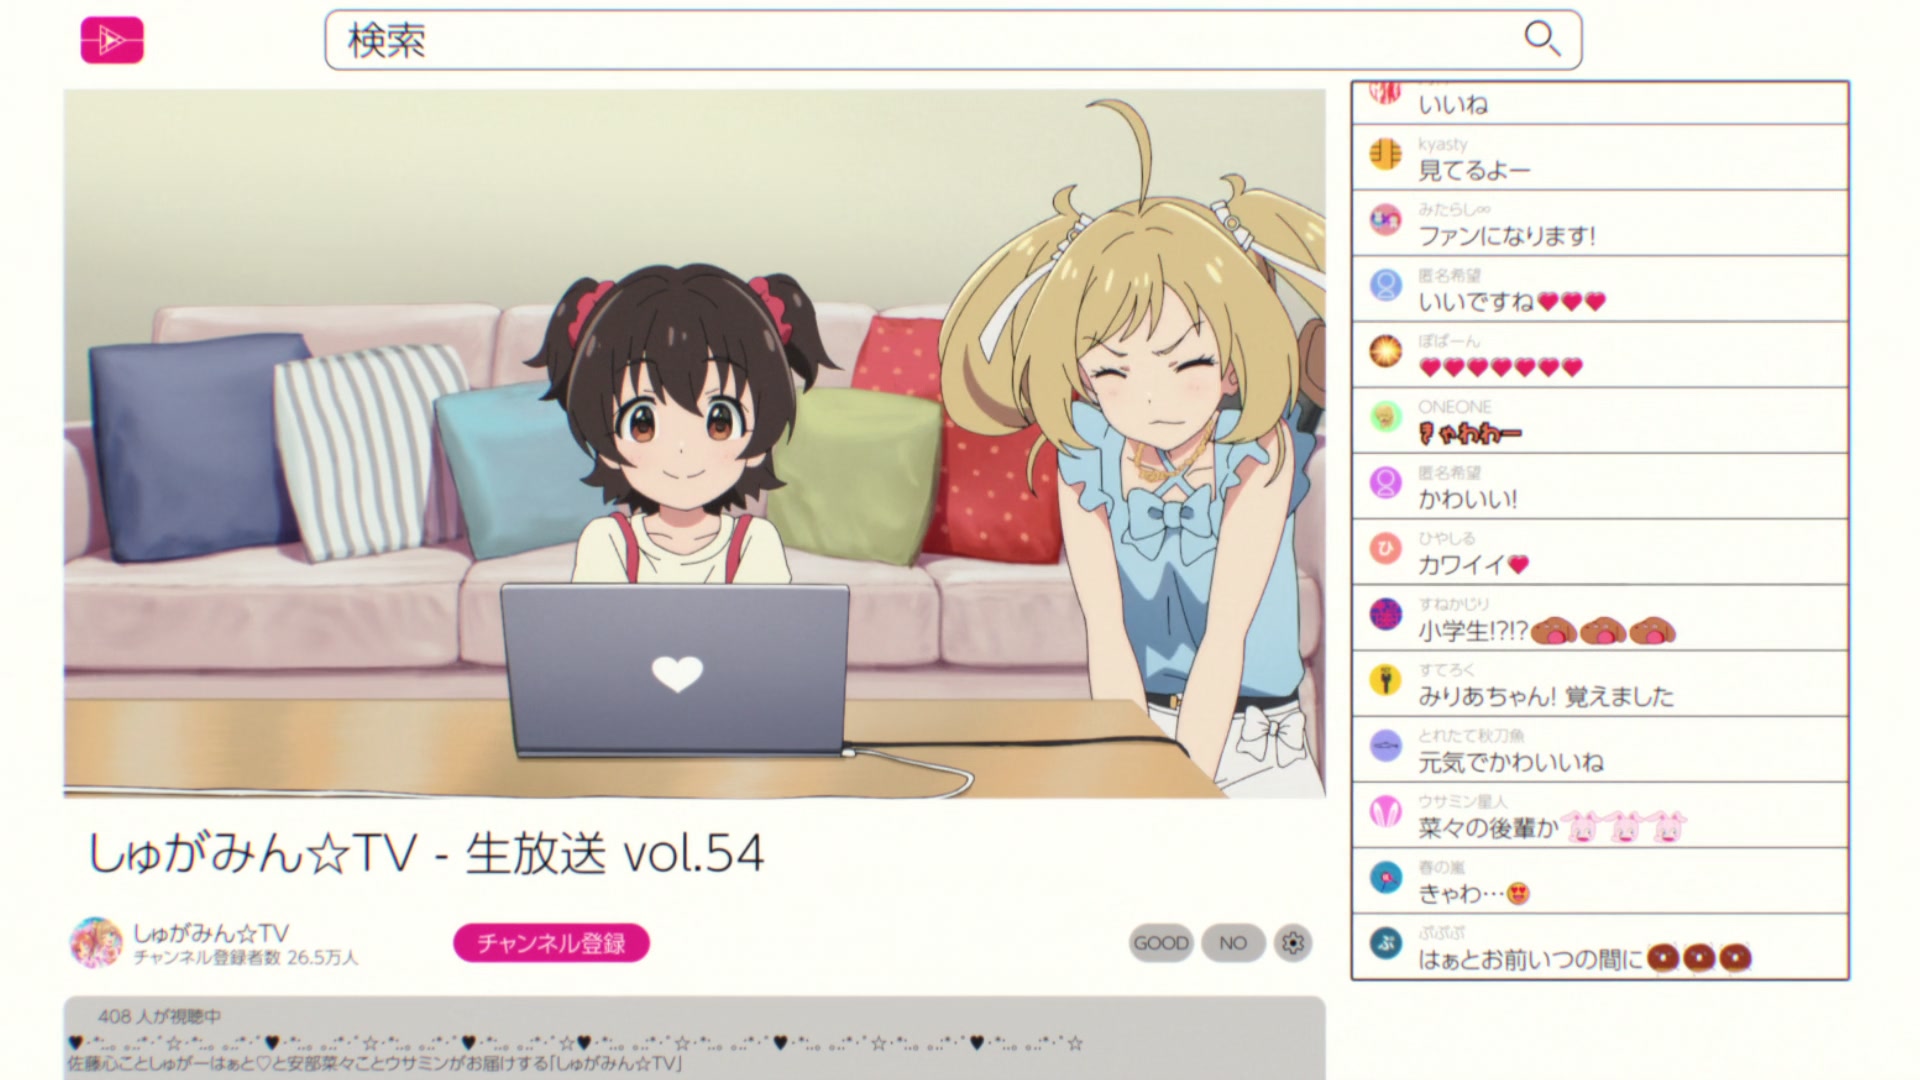 検索
しゅがみん☆TV - 生放送 vol.54
しゅがみん☆TV
チャンネル登録者数 26.5万人
チャンネル登録
GOOD
NO
408 人が視聴中
佐藤心ことしゅがーはぁと♡と安部菜々ことウサミンがお届けする「しゅがみん☆TV」
いいね
kyasty
見てるよー
みたらし∞
ファンになります!
匿名希望
いいですね♥♥♥
ぽぱーん
♥♥♥♥♥♥♥
ONEONE
きゃわわー
匿名希望
かわいい!
ひ
ひやしる
カワイイ♥
すねかじり
小学生!?!?
すてろく
みりあちゃん! 覚えました
とれたて秋刀魚
元気でかわいいね
ウサミン星人
菜々の後輩か
春の嵐
きゃわ…😍
ぷ
ぷぷぷ
はぁとお前いつの間に🍩🍩🍩